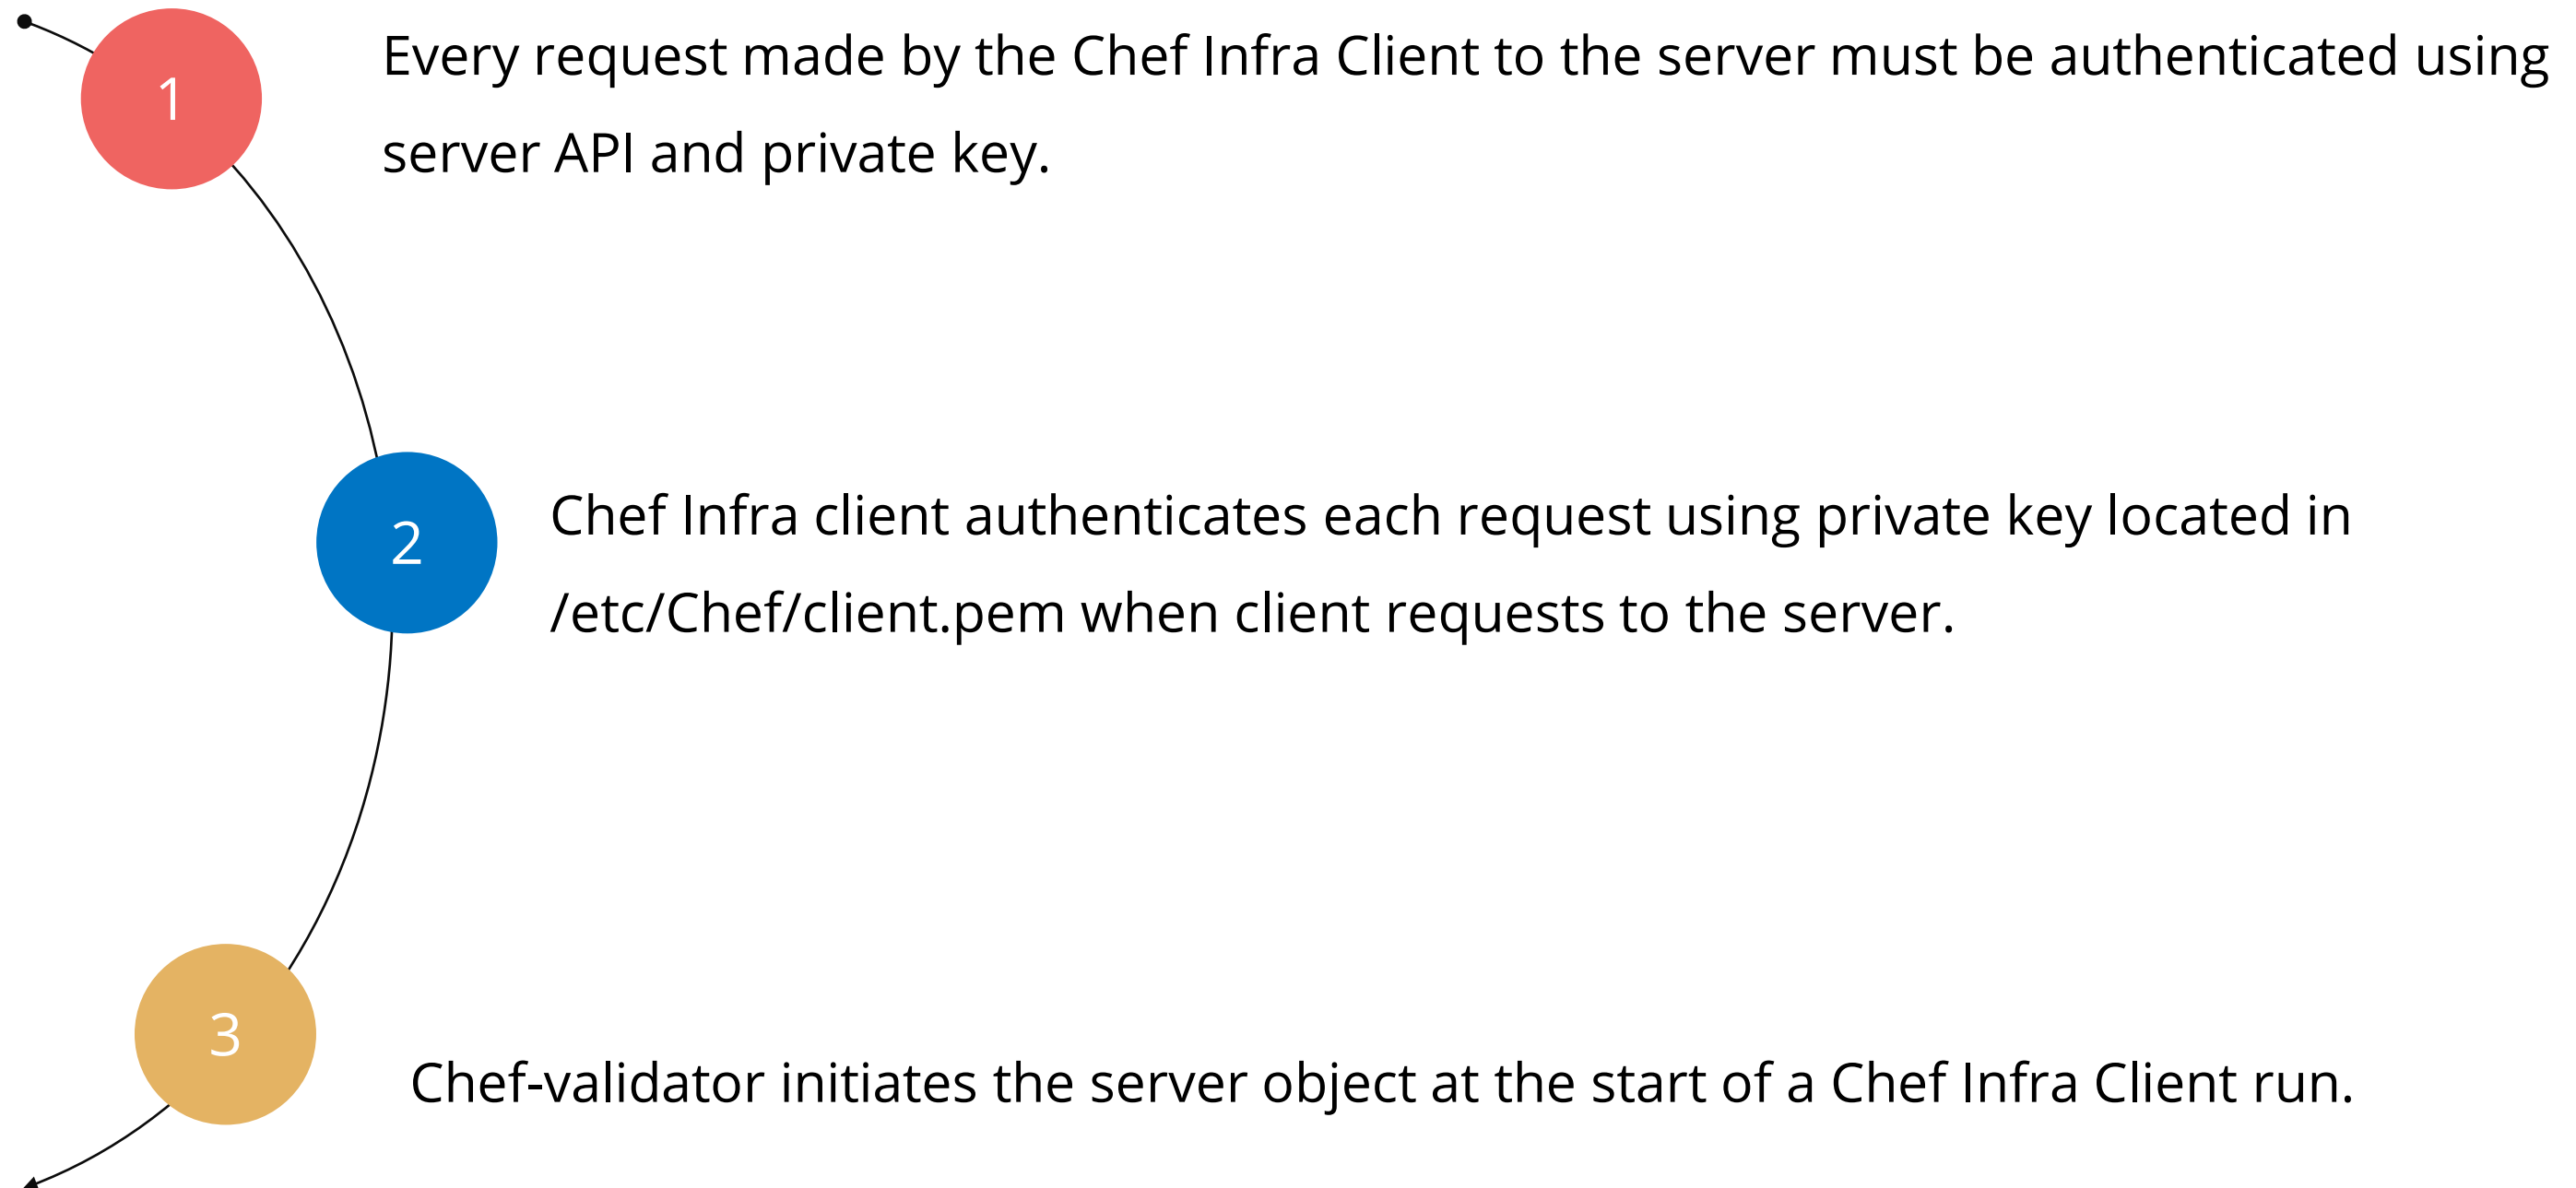 1
Every request made by the Chef Infra Client to the server must be authenticated using
server API and private key.
2
Chef Infra client authenticates each request using private key located in
/etc/Chef/client.pem when client requests to the server.
3
Chef-validator initiates the server object at the start of a Chef Infra Client run.